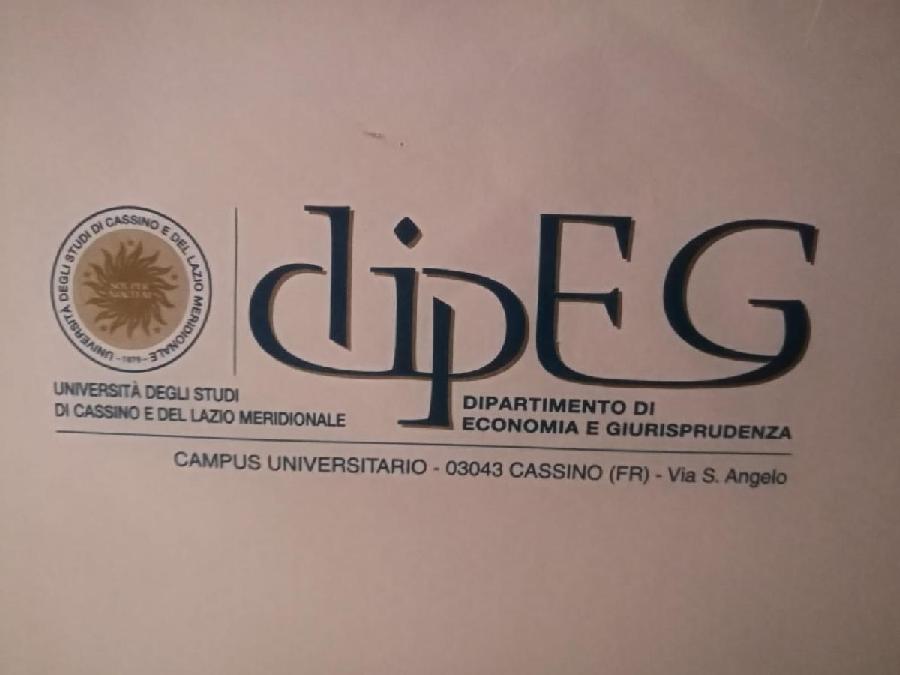 UNIVERSITÀ DEGLI STUDI DI CASSINO E DEL LAZIO MERIDIONALE
- 1979 -
dipEG
UNIVERSITÀ DEGLI STUDI
DI CASSINO E DEL LAZIO MERIDIONALE
DIPARTIMENTO DI
ECONOMIA E GIURISPRUDENZA
CAMPUS UNIVERSITARIO - 03043 CASSINO (FR) - Via S. Angelo